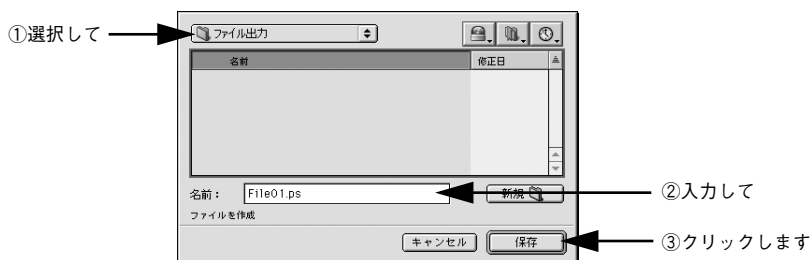 ①選択して
ファイル出力
名前
修正日
名前：
File01.ps
新規
②入力して
ファイルを作成
キャンセル
保存
③クリックします